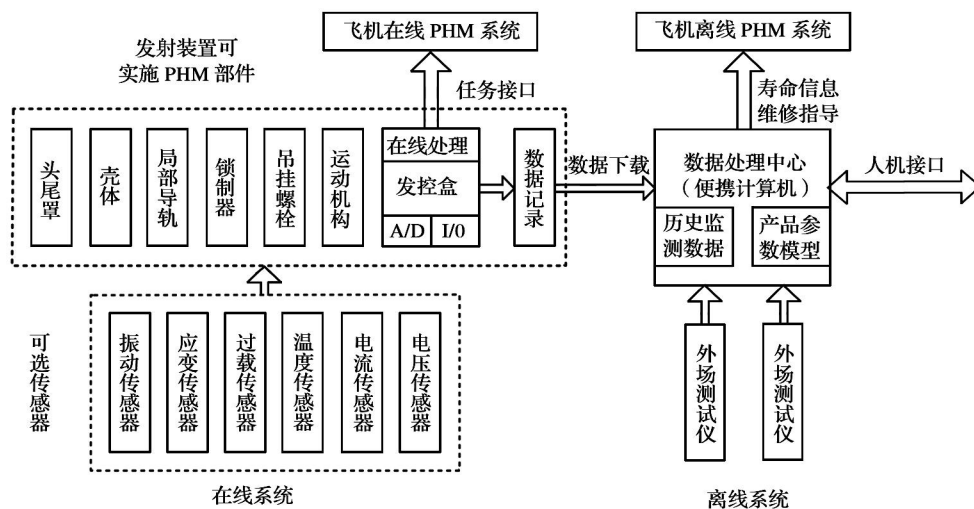 飞机在线 PHM 系统
飞机离线 PHM 系统
发射装置可
实施 PHM 部件
任务接口
寿命信息
维修指导
头尾罩
壳体
局部导轨
锁制器
吊挂螺栓
运动机构
在线处理
发控盒
A/D
I/0
数据记录
数据下载
数据处理中心
（便携计算机）
历史监
测数据
产品参
数模型
人机接口
可选传感器
振动传感器
应变传感器
过载传感器
温度传感器
电流传感器
电压传感器
外场测试仪
外场测试仪
在线系统
离线系统